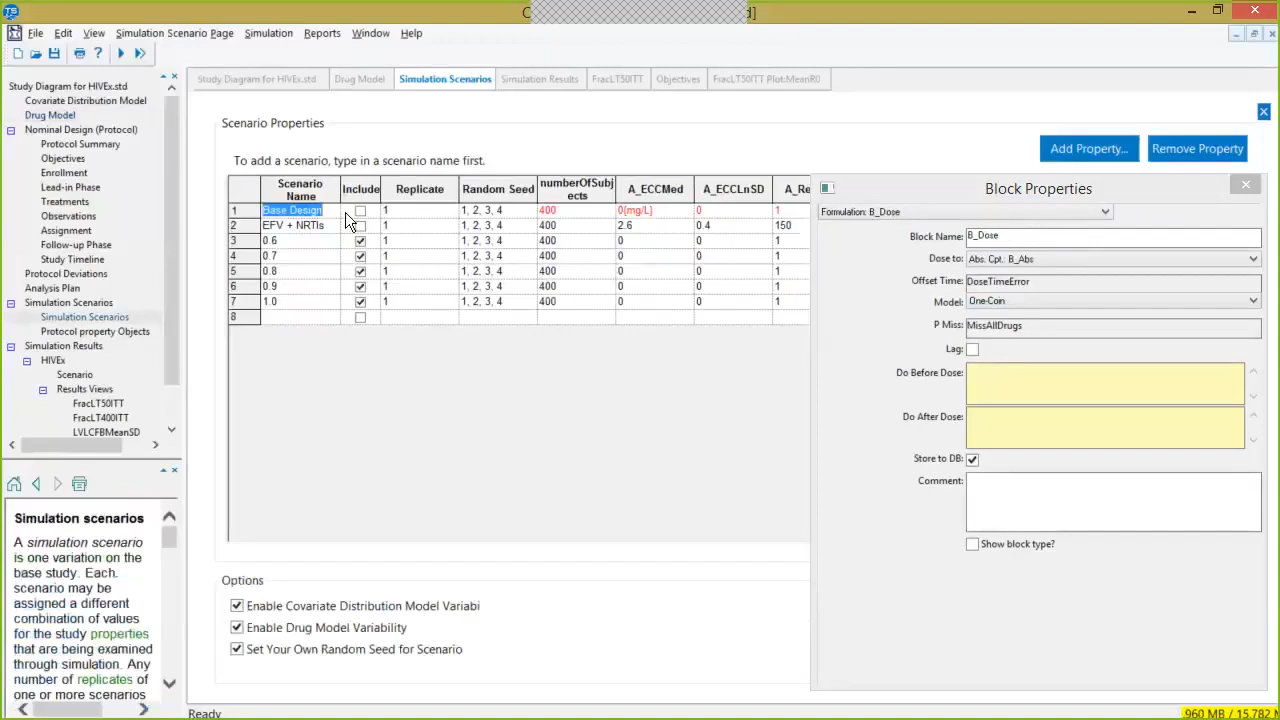 TS
]
File Edit View Simulation Scenario Page Simulation Reports Window Help
Study Diagram for HIVEx.std Drug Model Simulation Scenarios Simulation Results FracLT50ITT Objectives FracLT50ITT Plot:MeanR0
Study Diagram for HIVEx.std
Covariate Distribution Model
Drug Model
Nominal Design (Protocol)
Protocol Summary
Objectives
Enrollment
Lead-in Phase
Treatments
Observations
Assignment
Follow-up Phase
Study Timeline
Protocol Deviations
Analysis Plan
Simulation Scenarios
Simulation Scenarios
Protocol property Objects
Simulation Results
HIVEx
Scenario
Results Views
FracLT50ITT
FracLT400ITT
LVLCFBMeanSD
Simulation scenarios
A simulation scenario
is one variation on the
base study. Each
scenario may be
assigned a different
combination of values
for the study properties
that are being examined
through simulation. Any
number of replicates of
one or more scenarios
Scenario Properties
To add a scenario, type in a scenario name first.
Add Property... Remove Property
Scenario Name Include Replicate Random Seed numberOfSubjects A_ECCMed A_ECCLnSD A_Re
1 Base Design 1 1, 2, 3, 4 400 0{mg/L} 0 1
2 EFV + NRTIs 1 1, 2, 3, 4 400 2.6 0.4 150
3 0.6 1 1, 2, 3, 4 400 0 0 1
4 0.7 1 1, 2, 3, 4 400 0 0 1
5 0.8 1 1, 2, 3, 4 400 0 0 1
6 0.9 1 1, 2, 3, 4 400 0 0 1
7 1.0 1 1, 2, 3, 4 400 0 0 1
8
Options
Enable Covariate Distribution Model Variabi
Enable Drug Model Variability
Set Your Own Random Seed for Scenario
Block Properties
Formulation: B_Dose
Block Name: B_Dose
Dose to: Abs. Cpt.: B_Abs
Offset Time: DoseTimeError
Model: One-Coin
P Miss: MissAllDrugs
Lag:
Do Before Dose:
Do After Dose:
Store to DB:
Comment:
Show block type?
Ready
960 MB / 15,782 M